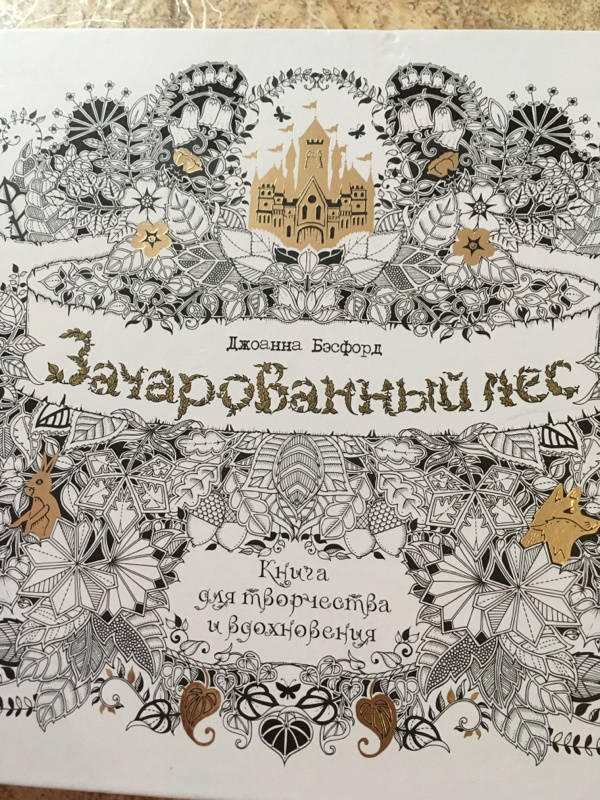 Джоанна Бэсфорд
Зачарованный лес
Книга
для творчества
и вдохновения